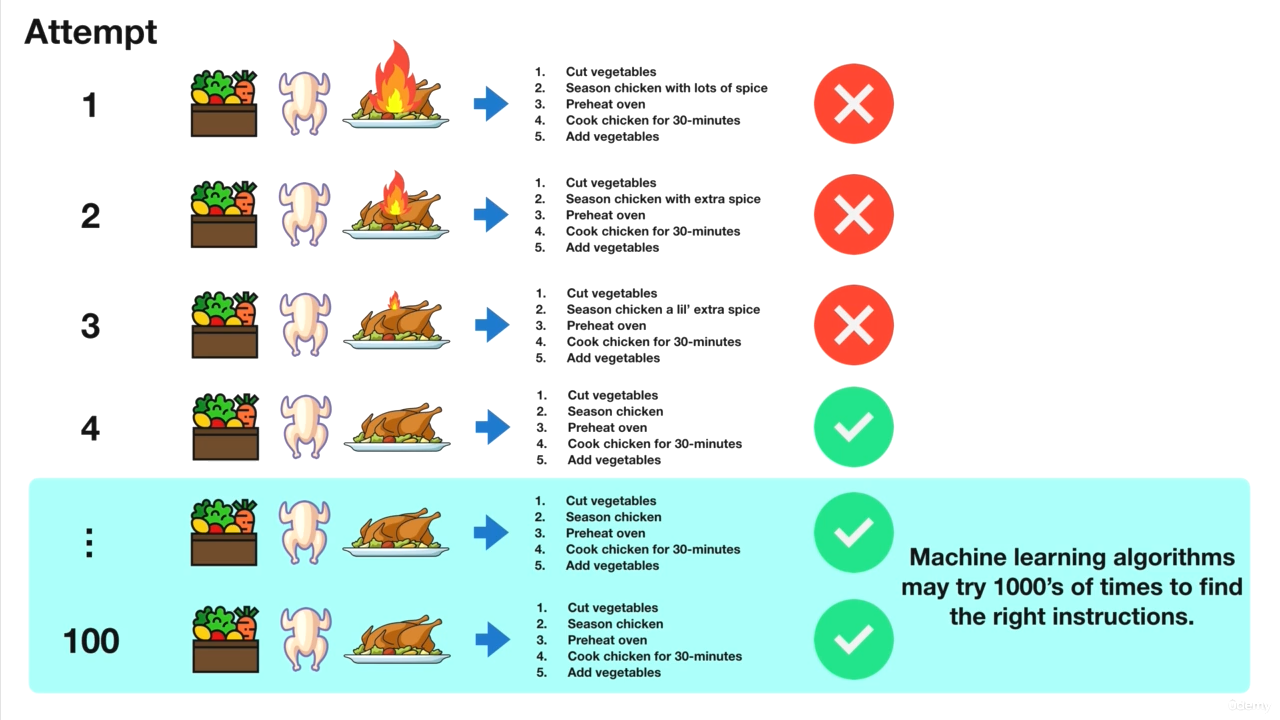 Attempt
1
1. Cut vegetables
2. Season chicken with lots of spice
3. Preheat oven
4. Cook chicken for 30-minutes
5. Add vegetables
2
1. Cut vegetables
2. Season chicken with extra spice
3. Preheat oven
4. Cook chicken for 30-minutes
5. Add vegetables
3
1. Cut vegetables
2. Season chicken a lil’ extra spice
3. Preheat oven
4. Cook chicken for 30-minutes
5. Add vegetables
4
1. Cut vegetables
2. Season chicken
3. Preheat oven
4. Cook chicken for 30-minutes
5. Add vegetables
⋮
1. Cut vegetables
2. Season chicken
3. Preheat oven
4. Cook chicken for 30-minutes
5. Add vegetables
100
1. Cut vegetables
2. Season chicken
3. Preheat oven
4. Cook chicken for 30-minutes
5. Add vegetables
Machine learning algorithms
may try 1000’s of times to find
the right instructions.
ûdemy